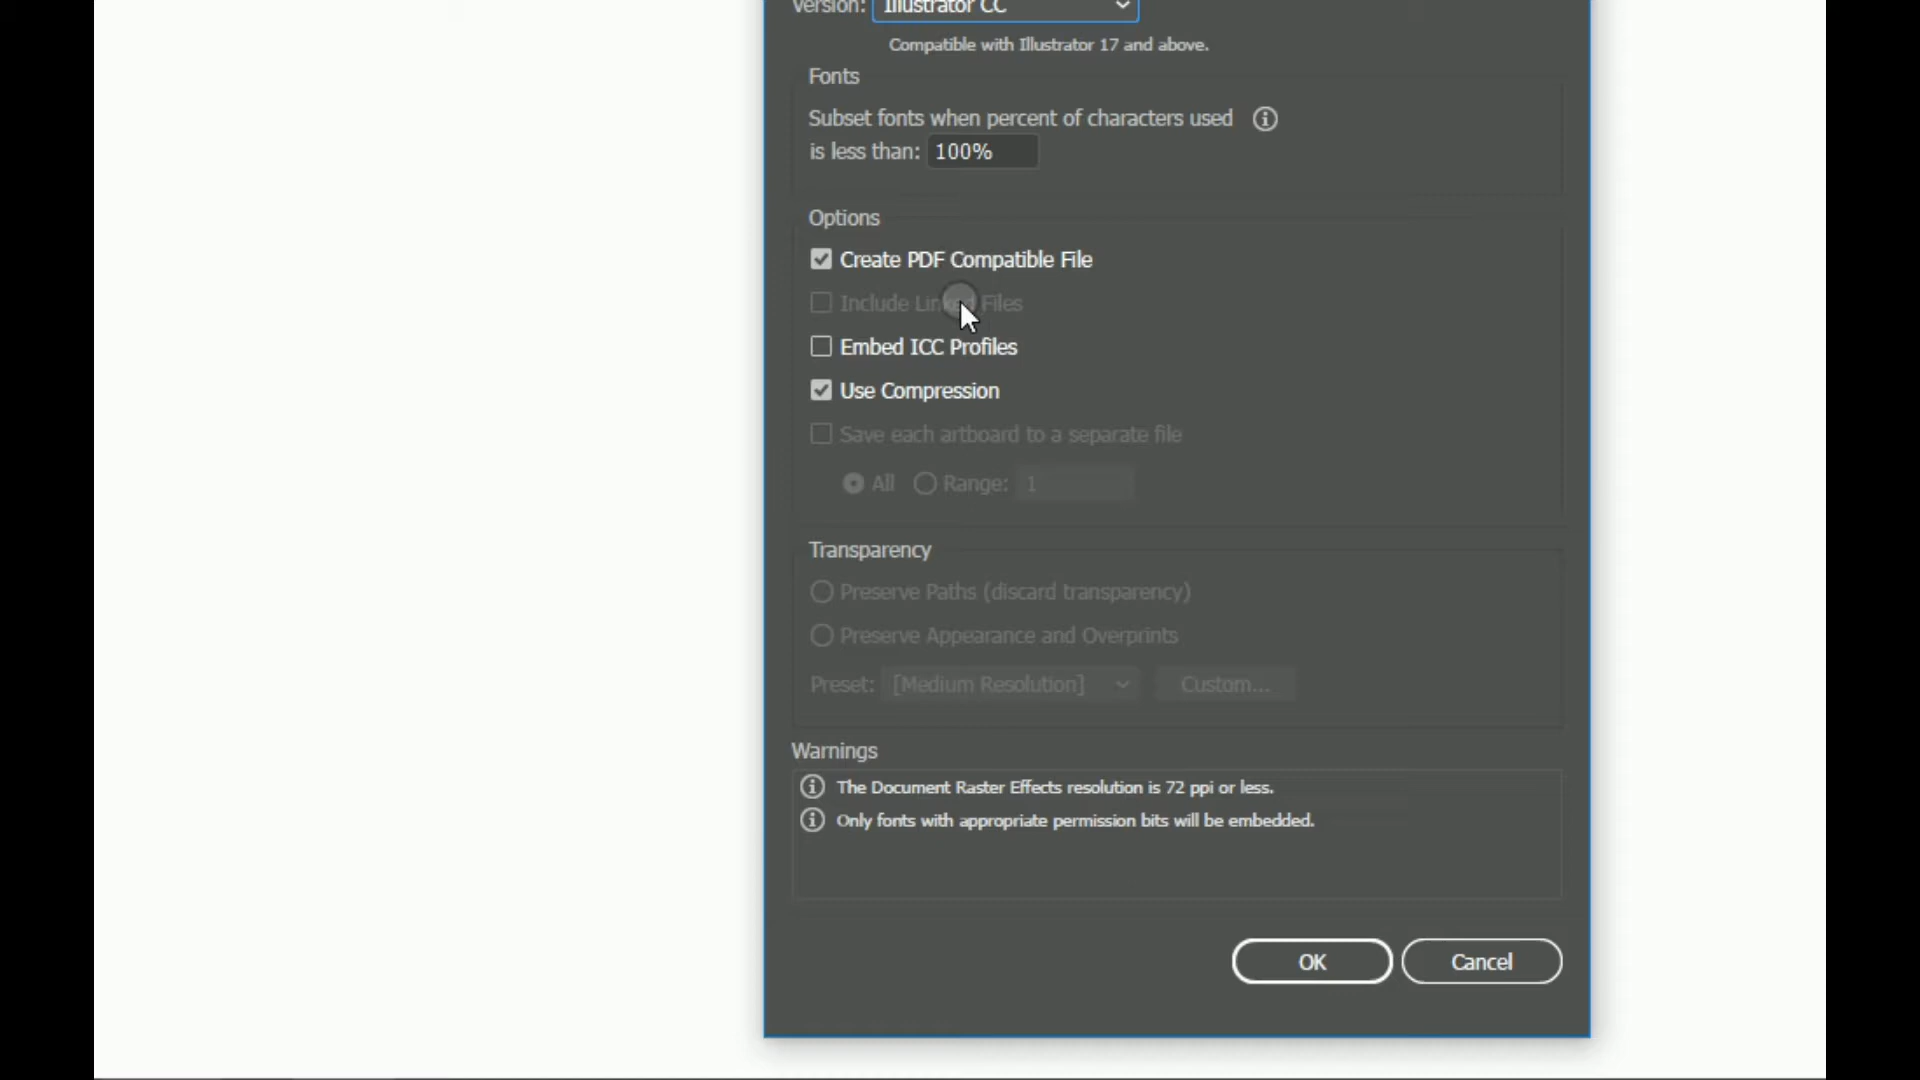 Version: Illustrator CC
Compatible with Illustrator 17 and above.
Fonts
Subset fonts when percent of characters used
is less than: 100%
Options
Create PDF Compatible File
Include Linked Files
Embed ICC Profiles
Use Compression
Save each artboard to a separate file
All Range: 1
Transparency
Preserve Paths (discard transparency)
Preserve Appearance and Overprints
Preset: [Medium Resolution] Custom...
Warnings
The Document Raster Effects resolution is 72 ppi or less.
Only fonts with appropriate permission bits will be embedded.
OK Cancel